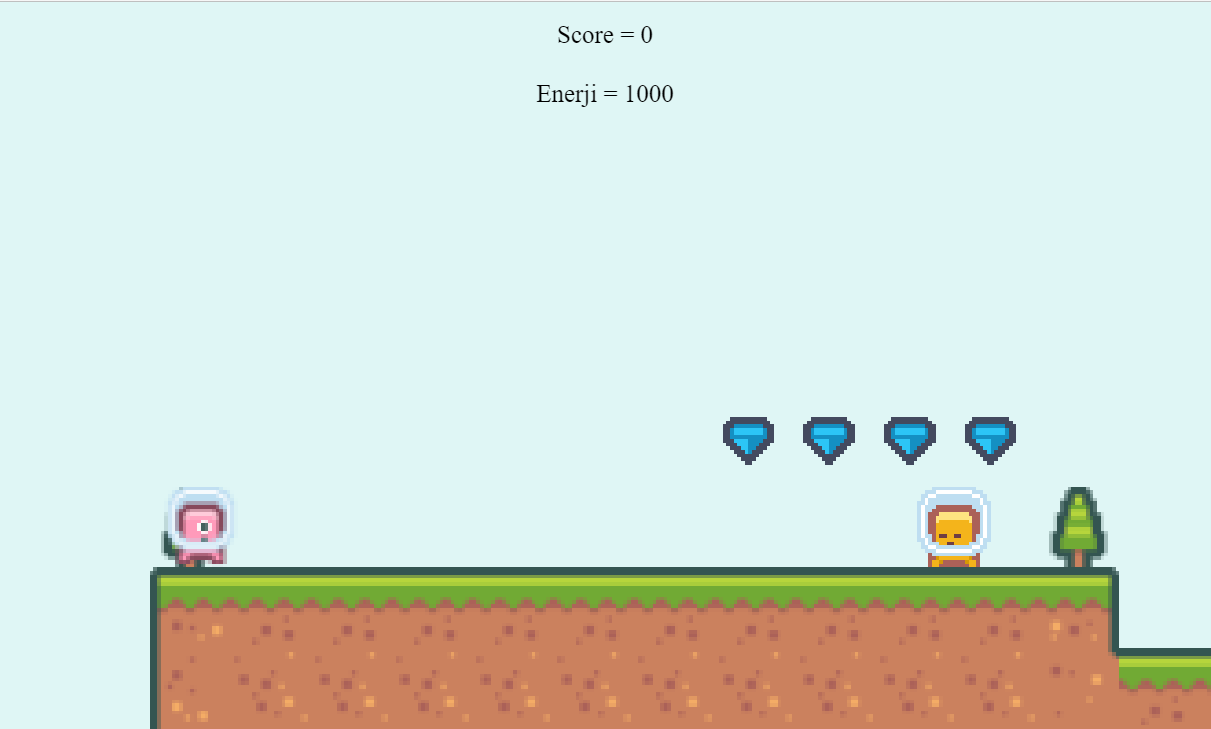 Score = 0
Enerji = 1000